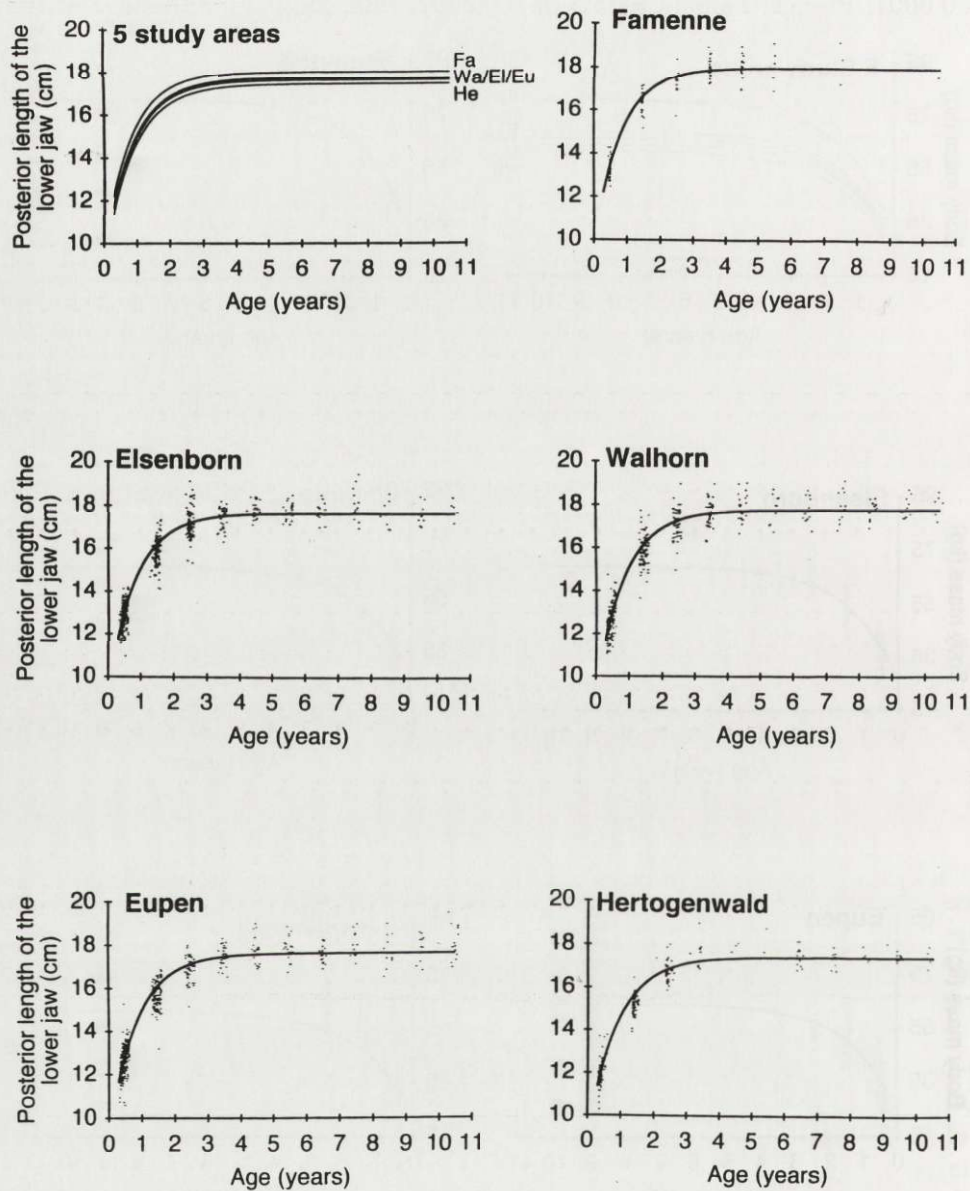 5 study areas
Posterior length of the
lower jaw (cm)
20
18
16
14
12
10
Fa
Wa/El/Eu
He
0 1 2 3 4 5 6 7 8 9 10 11
Age (years)
Famenne
20
18
16
14
12
10
0 1 2 3 4 5 6 7 8 9 10 11
Age (years)
Elsenborn
Posterior length of the
lower jaw (cm)
20
18
16
14
12
10
0 1 2 3 4 5 6 7 8 9 10 11
Age (years)
Walhorn
20
18
16
14
12
10
0 1 2 3 4 5 6 7 8 9 10 11
Age (years)
Eupen
Posterior length of the
lower jaw (cm)
20
18
16
14
12
10
0 1 2 3 4 5 6 7 8 9 10 11
Age (years)
Hertogenwald
20
18
16
14
12
10
0 1 2 3 4 5 6 7 8 9 10 11
Age (years)